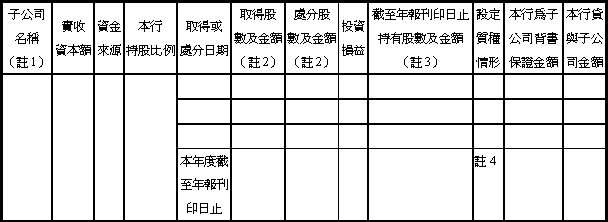 子公司名稱（註1）
實收資本額
資金來源
本行持股比例
取得或處分日期
取得股數及金額（註2）
處分股數及金額（註2）
投資損益
截至年報刊印日止持有股數及金額（註3）
設定質權情形
本行為子公司背書保證金額
本行貸與子公司金額
本年度截至年報刊印日止
註4